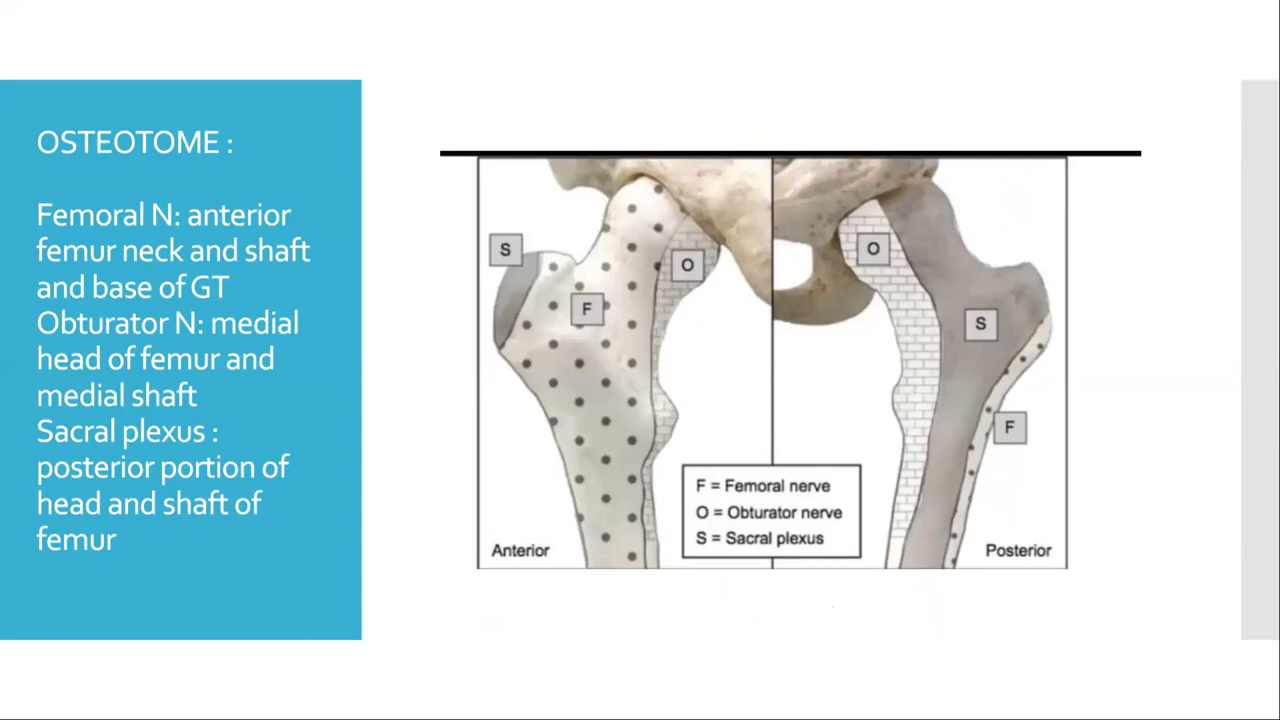 OSTEOTOME :
Femoral N: anterior
femur neck and shaft
and base of GT
Obturator N: medial
head of femur and
medial shaft
Sacral plexus :
posterior portion of
head and shaft of
femur
S
O
F
O
S
F
F = Femoral nerve
O = Obturator nerve
S = Sacral plexus
Anterior
Posterior